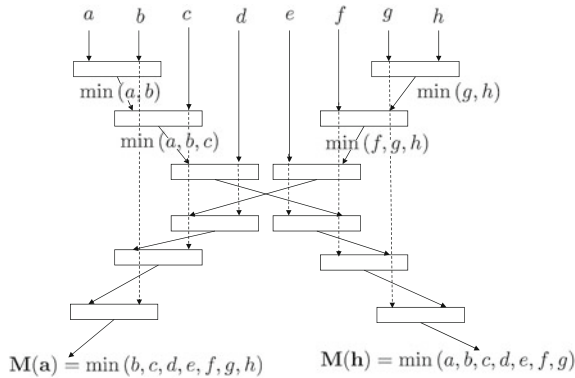 a b c d e f g h
min (a, b) min (g, h)
min (a, b, c) min (f, g, h)
M(a) = min (b, c, d, e, f, g, h) M(h) = min (a, b, c, d, e, f, g)